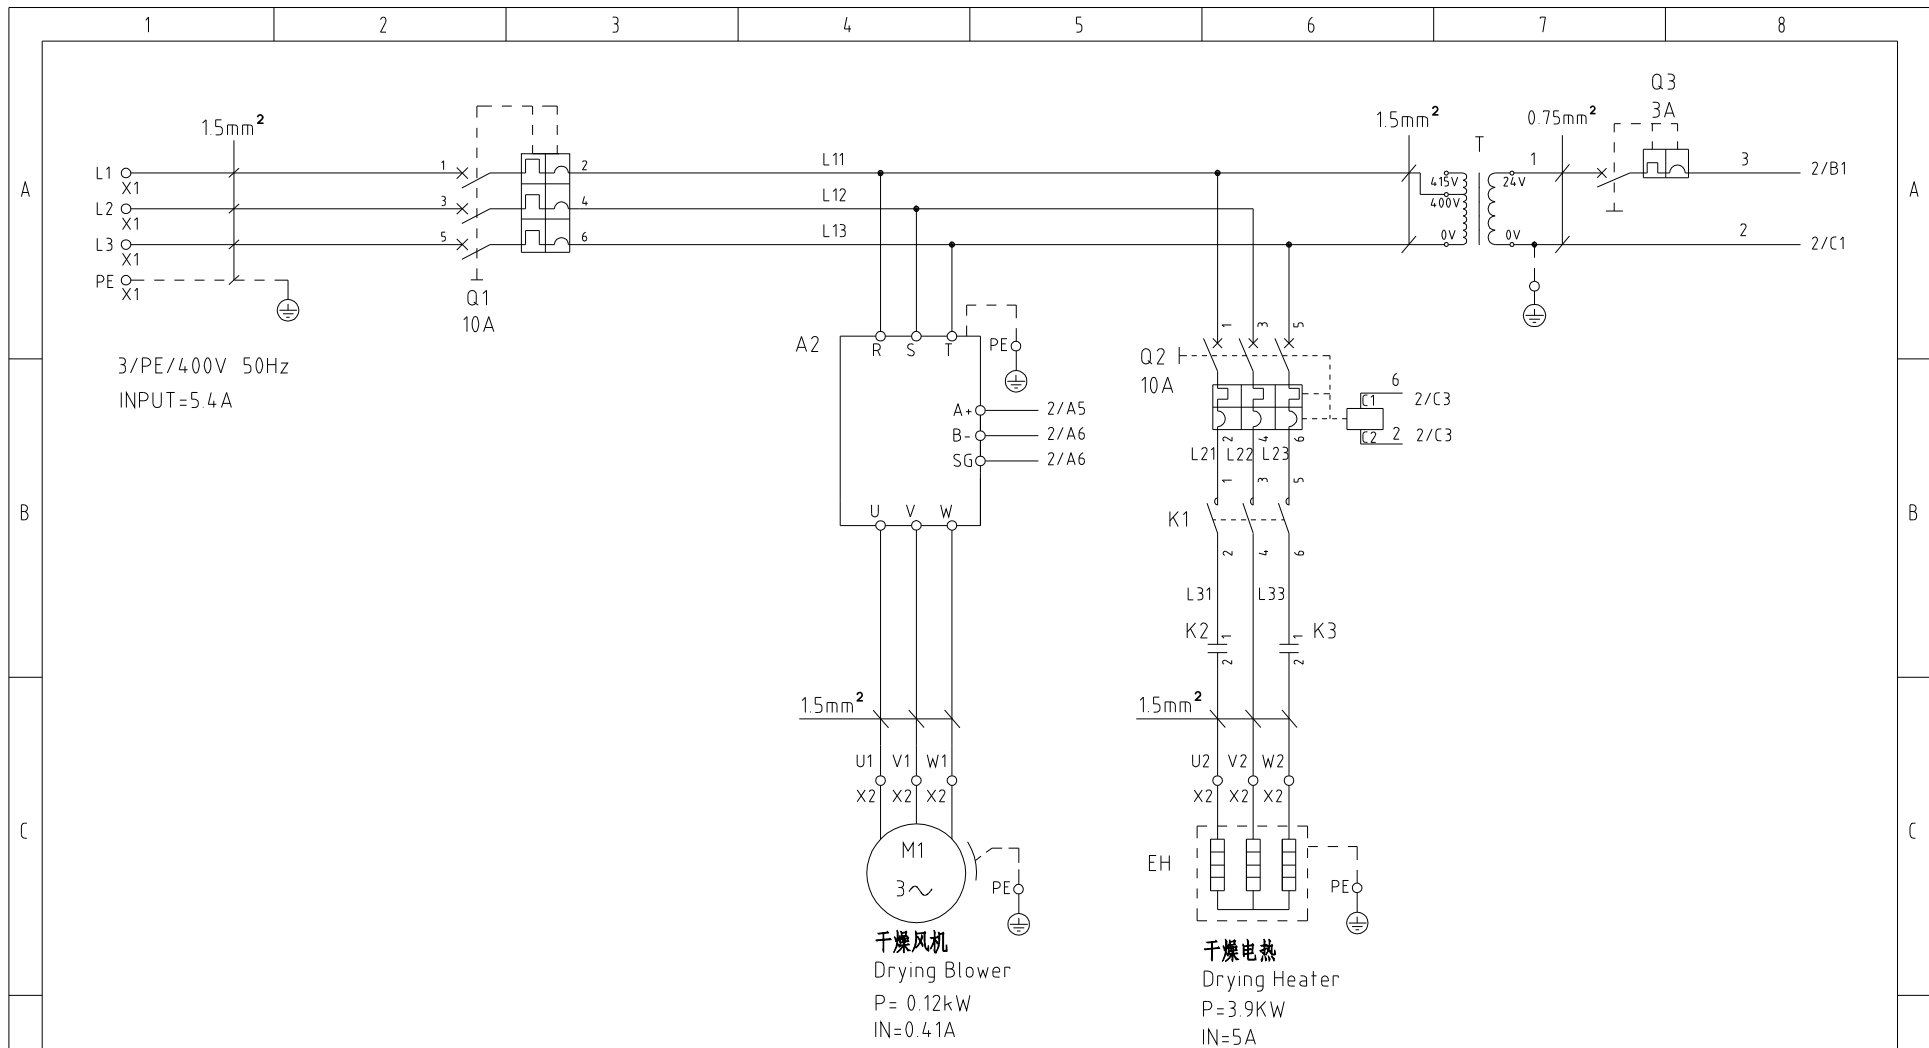 1 2 3 4 5 6 7 8
Q3
3A
1.5mm²
1.5mm²
0.75mm²
T
A
L1
X1
1
2
L11
415V
24V
1
3
2/B1
A
L2
X1
3
4
L12
400V
L3
X1
5
6
L13
0V
0V
2
2/C1
PE
X1
Q1
10A
3/PE/400V 50Hz
INPUT=5.4A
A2
R S T
PE
A+
2/A5
B-
2/A6
SG
2/A6
U V W
1 3 5
Q2
10A
6
C1
2/C3
C2
2
2/C3
2 4 6
L21 L22 L23
1 3 5
B
K1
B
2 4 6
L31 L33
K2
1
1
K3
2
2
1.5mm²
1.5mm²
U1 V1 W1
X2 X2 X2
U2 V2 W2
X2 X2 X2
C
M1
3～
PE
EH
PE
C
干燥风机
Drying Blower
P= 0.12kW
IN=0.41A
干燥电热
Drying Heater
P=3.9KW
IN=5A